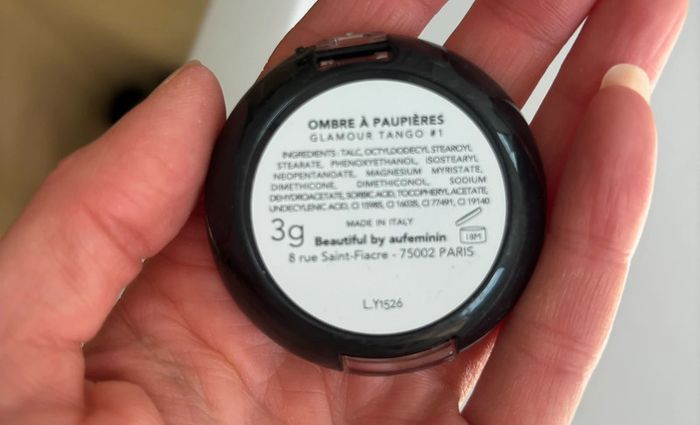 OMBRE À PAUPIÈRES
GLAMOUR TANGO #1
INGREDIENTS : TALC, OCTYLDODECYL STEAROYL
STEARATE, PHENOXYETHANOL, ISOSTEARYL
NEOPENTANOATE, MAGNESIUM MYRISTATE,
DIMETHICONE, DIMETHICONOL, SODIUM
DEHYDROACETATE, SORBIC ACID, TOCOPHERYL ACETATE,
UNDECYLENIC ACID, CI 15985, CI 16035, CI 77491, CI 19140
MADE IN ITALY
3g
Beautiful by aufeminin
18M
8 rue Saint-Fiacre - 75002 PARIS
L.Y1526